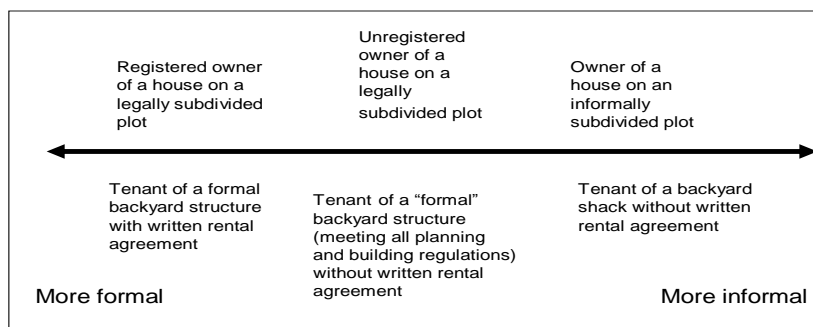 Registered owner
of a house on a
legally subdivided
plot
Unregistered
owner of a
house on a
legally
subdivided plot
Owner of a
house on an
informally
subdivided plot
Tenant of a formal
backyard structure
with written rental
agreement
Tenant of a “formal”
backyard structure
(meeting all planning
and building regulations)
without written rental
agreement
Tenant of a backyard
shack without written
rental agreement
More formal
More informal